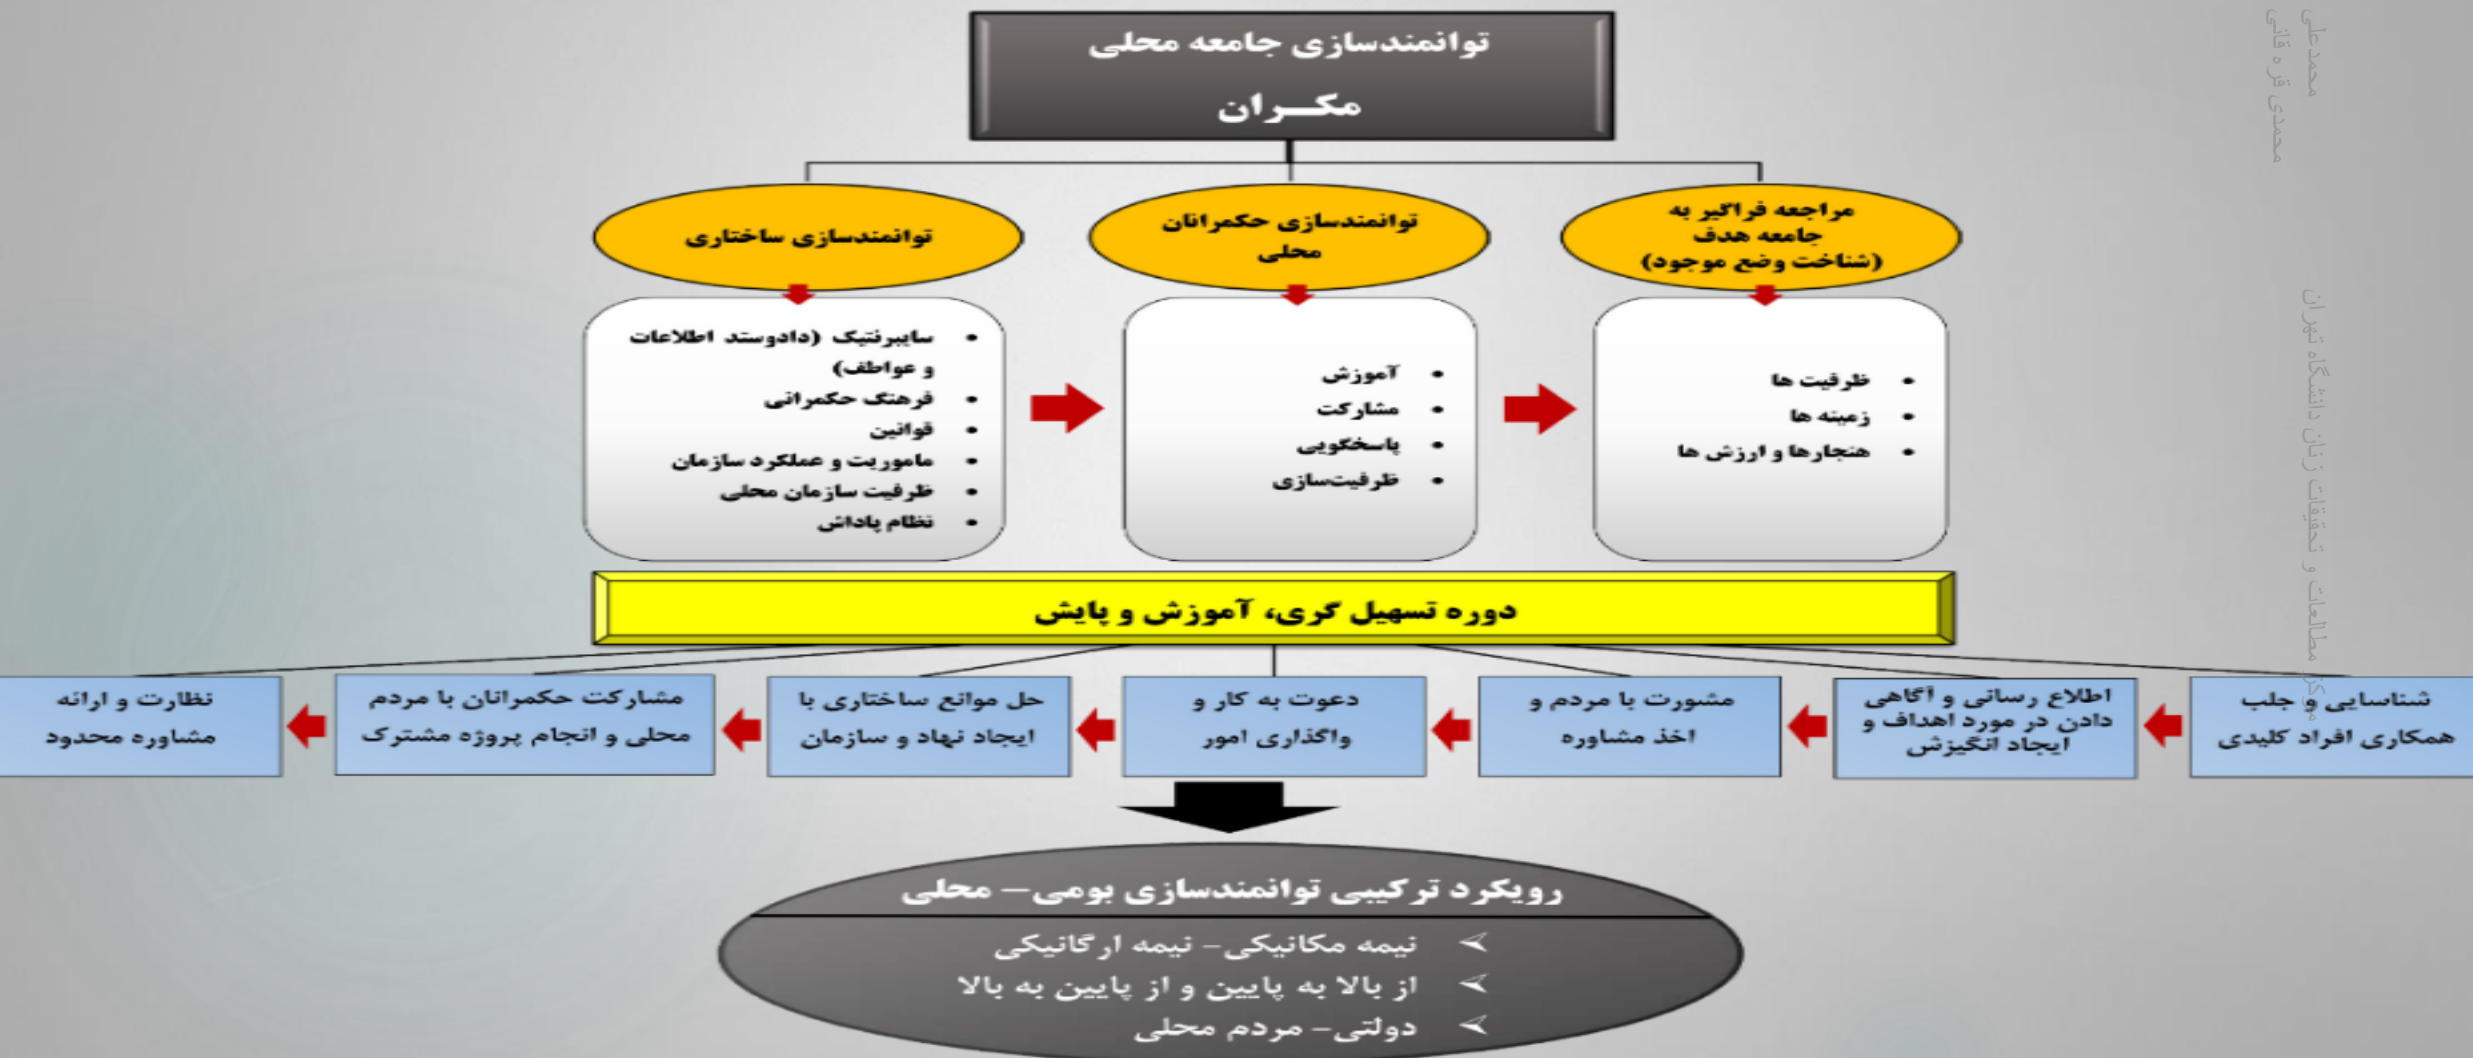 توانمندسازی جامعه محلی
مکـــران
مراجعه فراگیر به
جامعه هدف
(شناخت وضع موجود)
توانمندسازی حکمرانان
محلی
توانمندسازی ساختاری
• ظرفیت ها
• زمینه ها
• هنجارها و ارزش ها
• آموزش
• مشارکت
• پاسخگویی
• ظرفیت‌سازی
• سایبرنتیک (دادوستد اطلاعات
و عواطف)
• فرهنگ حکمرانی
• قوانین
• ماموریت و عملکرد سازمان
• ظرفیت سازمان محلی
• نظام پاداش
دوره تسهیل گری، آموزش و پایش
شناسایی و جلب
همکاری افراد کلیدی
اطلاع رسانی و آگاهی
دادن در مورد اهداف و
ایجاد انگیزش
مشورت با مردم و
اخذ مشاوره
دعوت به کار و
واگذاری امور
حل موانع ساختاری با
ایجاد نهاد و سازمان
مشارکت حکمرانان با مردم
محلی و انجام پروژه مشترک
نظارت و ارائه
مشاوره محدود
رویکرد ترکیبی توانمندسازی بومی– محلی
➢ نیمه مکانیکی– نیمه ارگانیکی
➢ از بالا به پایین و از پایین به بالا
➢ دولتی– مردم محلی
محمدعلی
محمدی قره قانی
مرکز مطالعات و تحقیقات زنان دانشگاه تهران